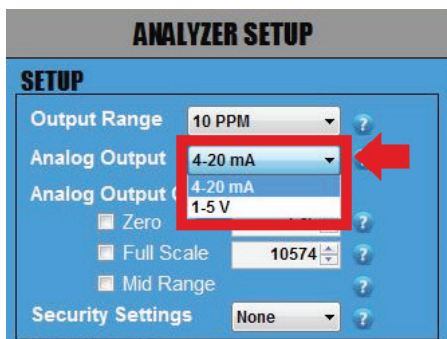 ANALYZER SETUP
SETUP
Output Range 10 PPM ?
Analog Output 4-20 mA
4-20 mA
Analog Output
1-5 V
Zero ?
Full Scale 10574 ?
Mid Range ?
Security Settings None ?